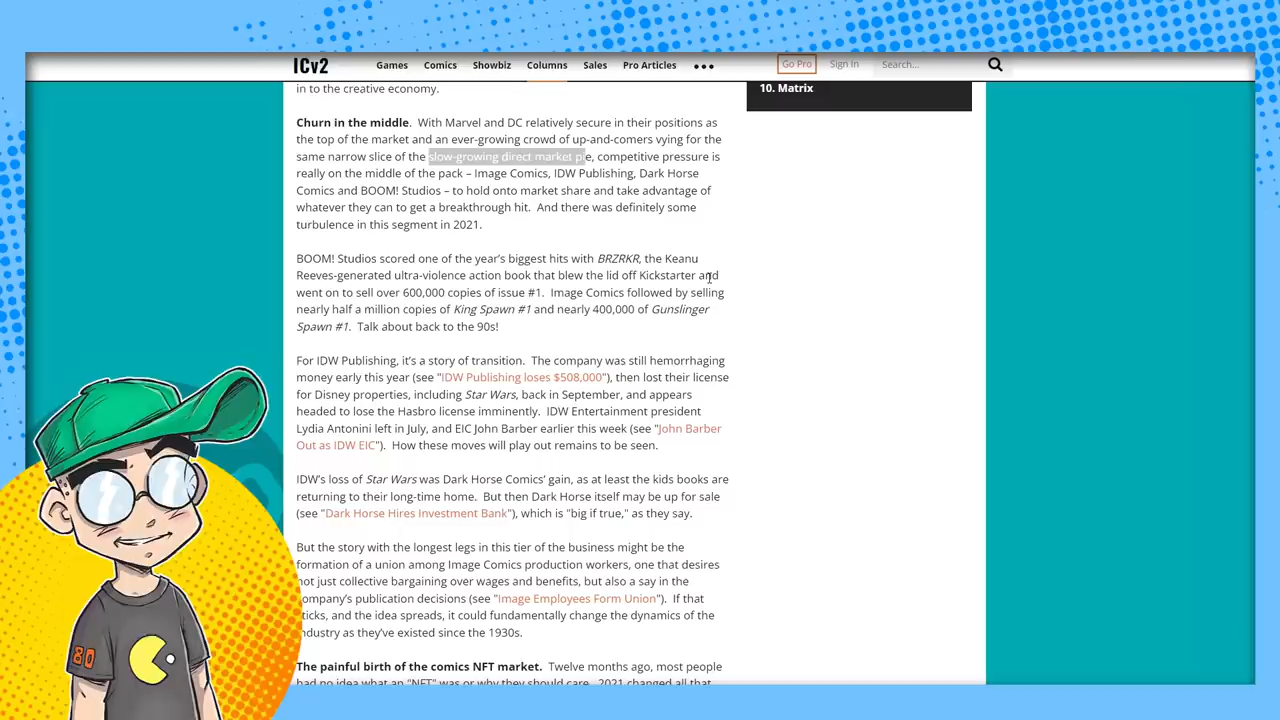 ICv2
Games Comics Showbiz Columns Sales Pro Articles ••• Go Pro Sign In Search...
10. Matrix
in to the creative economy.
Churn in the middle. With Marvel and DC relatively secure in their positions as
the top of the market and an ever-growing crowd of up-and-comers vying for the
same narrow slice of the slow-growing direct market pie, competitive pressure is
really on the middle of the pack – Image Comics, IDW Publishing, Dark Horse
Comics and BOOM! Studios – to hold onto market share and take advantage of
whatever they can to get a breakthrough hit. And there was definitely some
turbulence in this segment in 2021.
BOOM! Studios scored one of the year's biggest hits with BRZRKR, the Keanu
Reeves-generated ultra-violence action book that blew the lid off Kickstarter and
went on to sell over 600,000 copies of issue #1. Image Comics followed by selling
nearly half a million copies of King Spawn #1 and nearly 400,000 of Gunslinger
Spawn #1. Talk about back to the 90s!
For IDW Publishing, it's a story of transition. The company was still hemorrhaging
money early this year (see "IDW Publishing loses $508,000"), then lost their license
for Disney properties, including Star Wars, back in September, and appears
headed to lose the Hasbro license imminently. IDW Entertainment president
Lydia Antonini left in July, and EIC John Barber earlier this week (see "John Barber
Out as IDW EIC"). How these moves will play out remains to be seen.
IDW's loss of Star Wars was Dark Horse Comics' gain, as at least the kids books are
returning to their long-time home. But then Dark Horse itself may be up for sale
(see "Dark Horse Hires Investment Bank"), which is "big if true," as they say.
But the story with the longest legs in this tier of the business might be the
formation of a union among Image Comics production workers, one that desires
not just collective bargaining over wages and benefits, but also a say in the
company's publication decisions (see "Image Employees Form Union"). If that
sticks, and the idea spreads, it could fundamentally change the dynamics of the
industry as they've existed since the 1930s.
The painful birth of the comics NFT market. Twelve months ago, most people
had no idea what an "NFT" was or why they should care. 2021 changed all that
80